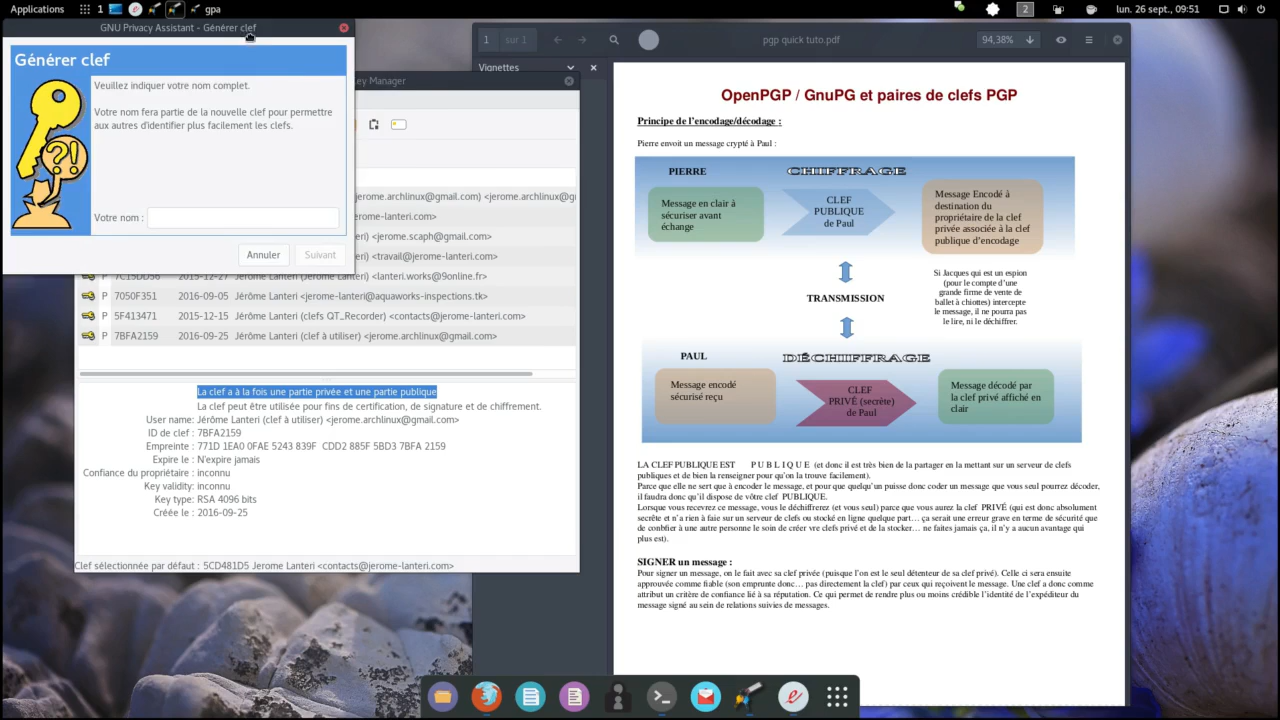 Applications
1
gpa
2
lun. 26 sept., 09:51
GNU Privacy Assistant - Générer clef
Générer clef
Veuillez indiquer votre nom complet.
Votre nom fera partie de la nouvelle clef pour permettre
aux autres d'identifier plus facilement les clefs.
Votre nom :
Annuler
Suivant
Key Manager
jerome.archlinux@gmail.com) <jerome.archlinux@g
jerome-lanteri.com>
<jerome.scaph@gmail.com>
<travail@jerome-lanteri.com>
7C15DD56 2015-12-27 Jérôme Lanteri (Jérôme Lanteri) <lanteri.works@9online.fr>
P 7050F351 2016-09-05 Jérôme Lanteri <jerome-lanteri@aquaworks-inspections.tk>
P 5F413471 2015-12-15 Jérôme Lanteri (clefs QT_Recorder) <contacts@jerome-lanteri.com>
P 7BFA2159 2016-09-25 Jérôme Lanteri (clef à utiliser) <jerome.archlinux@gmail.com>
La clef a à la fois une partie privée et une partie publique
La clef peut être utilisée pour fins de certification, de signature et de chiffrement.
User name: Jérôme Lanteri (clef à utiliser) <jerome.archlinux@gmail.com>
ID de clef : 7BFA2159
Empreinte : 771D 1EA0 0FAE 5243 839F CDD2 885F 5BD3 7BFA 2159
Expire le : N'expire jamais
Confiance du propriétaire : inconnu
Key validity: inconnu
Key type: RSA 4096 bits
Créée le : 2016-09-25
Clef sélectionnée par défaut : 5CD481D5 Jerome Lanteri <contacts@jerome-lanteri.com>
1 sur 1
pgp quick tuto.pdf
94,38%
Vignettes
OpenPGP / GnuPG et paires de clefs PGP
Principe de l'encodage/décodage :
Pierre envoit un message crypté à Paul :
PIERRE
CHIFFRAGE
Message en clair à
sécuriser avant
échange
CLEF
PUBLIQUE
de Paul
Message Encodé à
destination du
propriétaire de la clef
privée associée à la clef
publique d'encodage
TRANSMISSION
Si Jacques qui est un espion
(pour le compte d'une
grande firme de vente de
ballet à chiottes) intercepte
le message, il ne pourra pas
le lire, ni le déchiffrer.
PAUL
DÉCHIFFRAGE
Message encodé
sécurisé reçu
CLEF
PRIVÉ (secrète)
de Paul
Message décodé par
la clef privé affiché en
clair
LA CLEF PUBLIQUE EST P U B L I Q U E (et donc il est très bien de la partager en la mettant sur un serveur de clefs
publiques et de bien la renseigner pour qu'on la trouve facilement).
Parce que elle ne sert que à encoder le message, et pour que quelqu'un puisse donc coder un message que vous seul pourrez décoder,
il faudra donc qu'il dispose de vôtre clef PUBLIQUE.
Lorsque vous recevrez ce message, vous le déchiffrerez (et vous seul) parce que vous aurez la clef PRIVÉ (qui est donc absolument
secrète et n'a rien à faie sur un serveur de clefs ou stocké en ligne quelque part… ça serait une erreur grave en terme de sécurité que
de conbfier à une autre personne le soin de créer vre clefs privé et de la stocker… ne faites jamais ça, il n'y a aucun avantage qui
plus est).
SIGNER un message :
Pour signer un message, on le fait avec sa clef privée (puisque l'on est le seul détenteur de sa clef privé). Celle ci sera ensuite
approuvée comme fiable (son emprunte donc… pas directement la clef) par ceux qui reçoivent le message. Une clef a donc comme
attribut un critère de confiance lié à sa réputation. Ce qui permet de rendre plus ou moins crédible l'identité de l'expéditeur du
message signé au sein de relations suivies de messages.